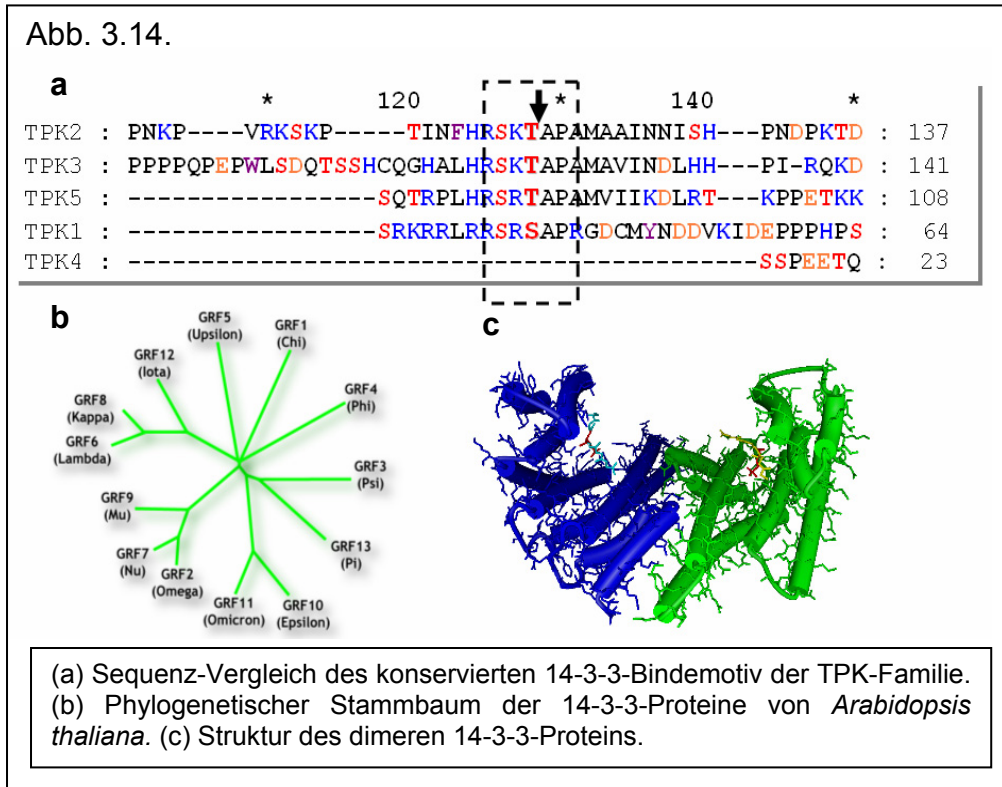 Abb. 3.14.
a
* 120 * 140 *
TPK2 : PNKP----VRKSKP-----TINFHRSKTAPAMAAINNISH---PNDPKTD : 137
TPK3 : PPPPQPEPWLSDQTSSHCQGHALHRSKTAPAMAVINDLHH---PI-RQKD : 141
TPK5 : -----------------SQTRPLHRSRTAPAMVIIKDLRT---KPPETKK : 108
TPK1 : -----------------SRKRRLRRSRSAPRGDCMYNDDVKIDEPPPHPS : 64
TPK4 : -------------------------------------------SSPEETQ : 23
b
GRF5
(Upsilon)
GRF1
(Chi)
GRF12
(Iota)
GRF4
(Phi)
GRF8
(Kappa)
GRF6
(Lambda)
GRF3
(Psi)
GRF9
(Mu)
GRF13
(Pi)
GRF7
(Nu)
GRF2
(Omega)
GRF11
(Omicron)
GRF10
(Epsilon)
c
(a) Sequenz-Vergleich des konservierten 14-3-3-Bindemotiv der TPK-Familie.
(b) Phylogenetischer Stammbaum der 14-3-3-Proteine von Arabidopsis
thaliana. (c) Struktur des dimeren 14-3-3-Proteins.